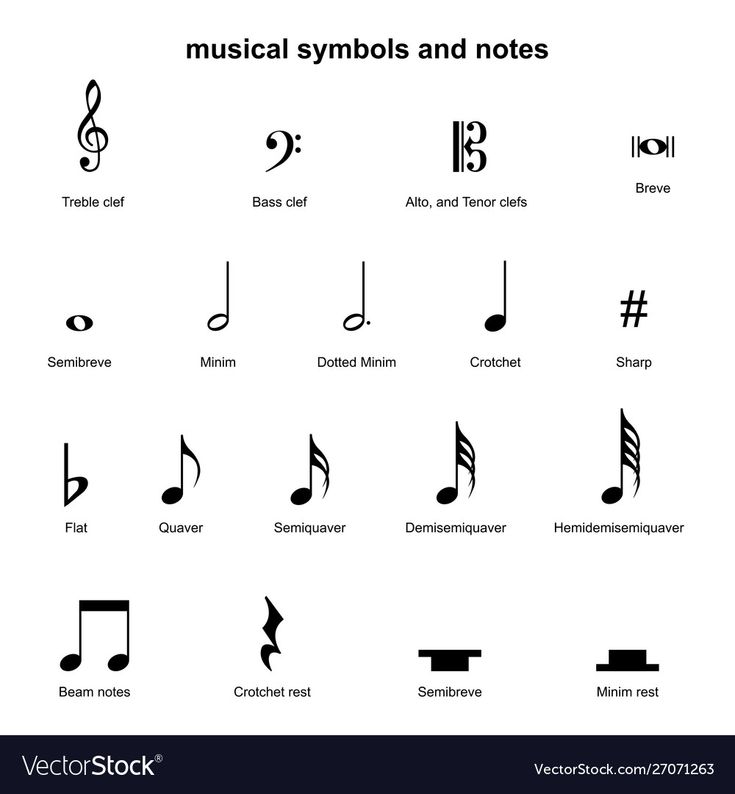 musical symbols and notes
Treble clef
Bass clef
Alto, and Tenor clefs
Breve
Semibreve
Minim
Dotted Minim
Crotchet
Sharp
Flat
Quaver
Semiquaver
Demisemiquaver
Hemidemisemiquaver
Beam notes
Crotchet rest
Semibreve
Minim rest
VectorStock®
VectorStock.com/27071263